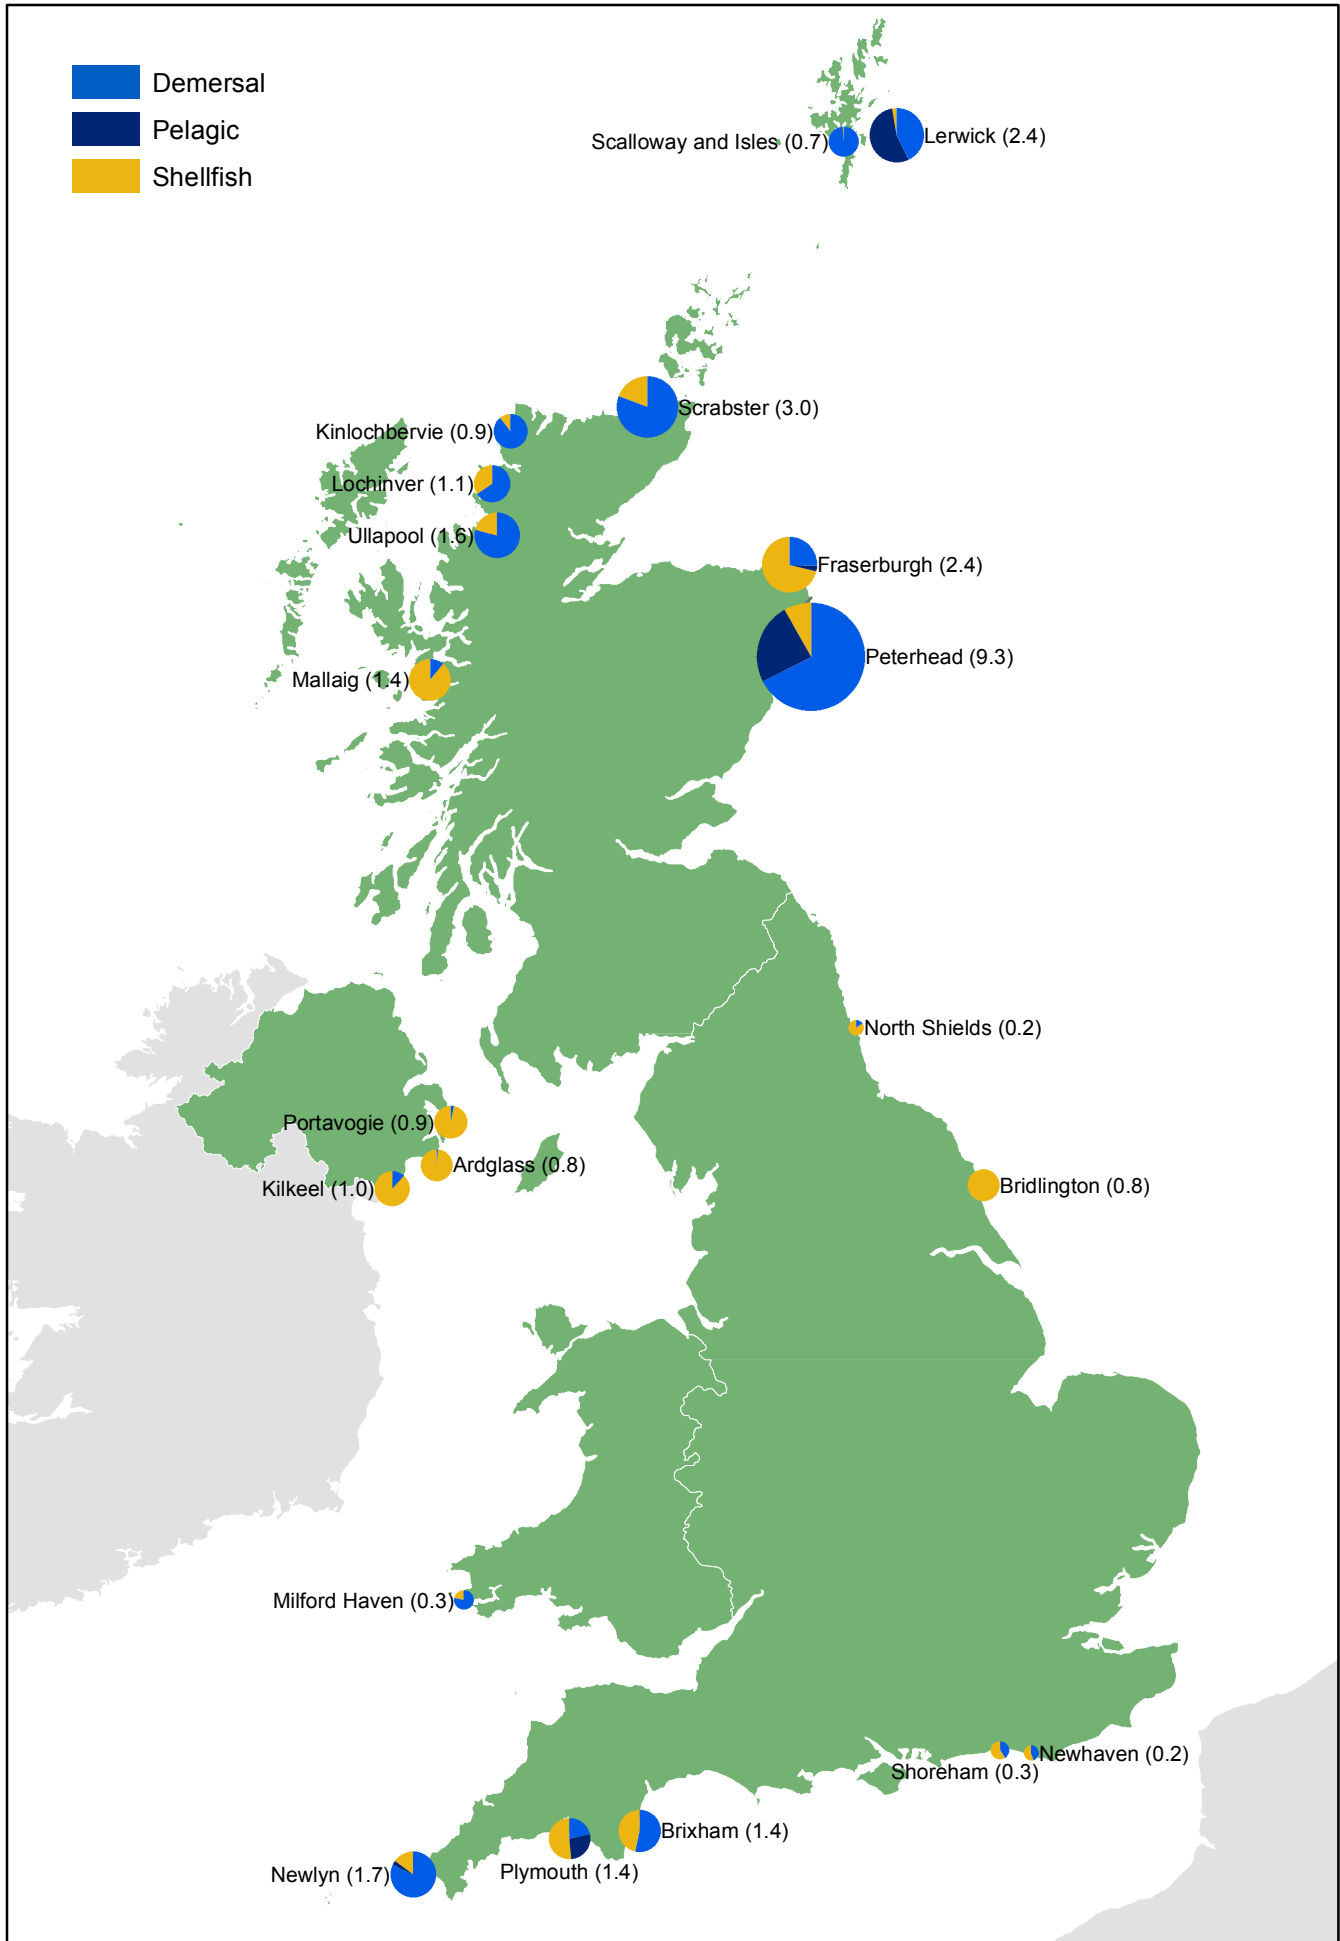 Demersal
Pelagic
Shellfish
Scalloway and Isles (0.7)
Lerwick (2.4)
Scrabster (3.0)
Kinlochbervie (0.9)
Lochinver (1.1)
Ullapool (1.6)
Fraserburgh (2.4)
Peterhead (9.3)
Mallaig (1.4)
North Shields (0.2)
Portavogie (0.9)
Ardglass (0.8)
Kilkeel (1.0)
Bridlington (0.8)
Milford Haven (0.3)
Newhaven (0.2)
Shoreham (0.3)
Brixham (1.4)
Plymouth (1.4)
Newlyn (1.7)